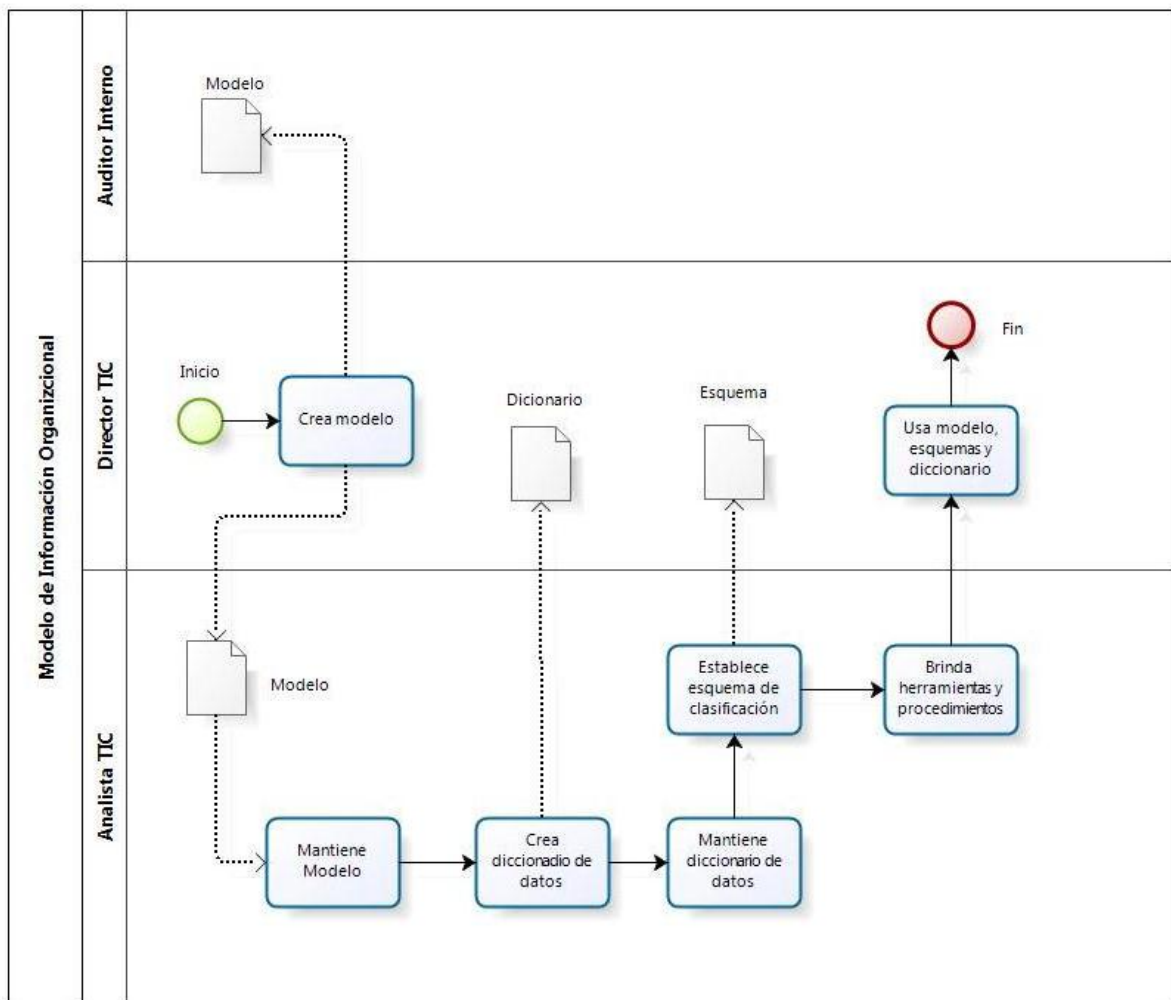 Modelo de Información Organizcional
Auditor Interno
Modelo
Director TIC
Inicio
Crea modelo
Dicionario
Esquema
Fin
Usa modelo,
esquemas y
diccionario
Analista TIC
Modelo
Establece
esquema de
clasificación
Brinda
herramientas y
procedimientos
Mantiene
Modelo
Crea
diccionadio de
datos
Mantiene
diccionario de
datos